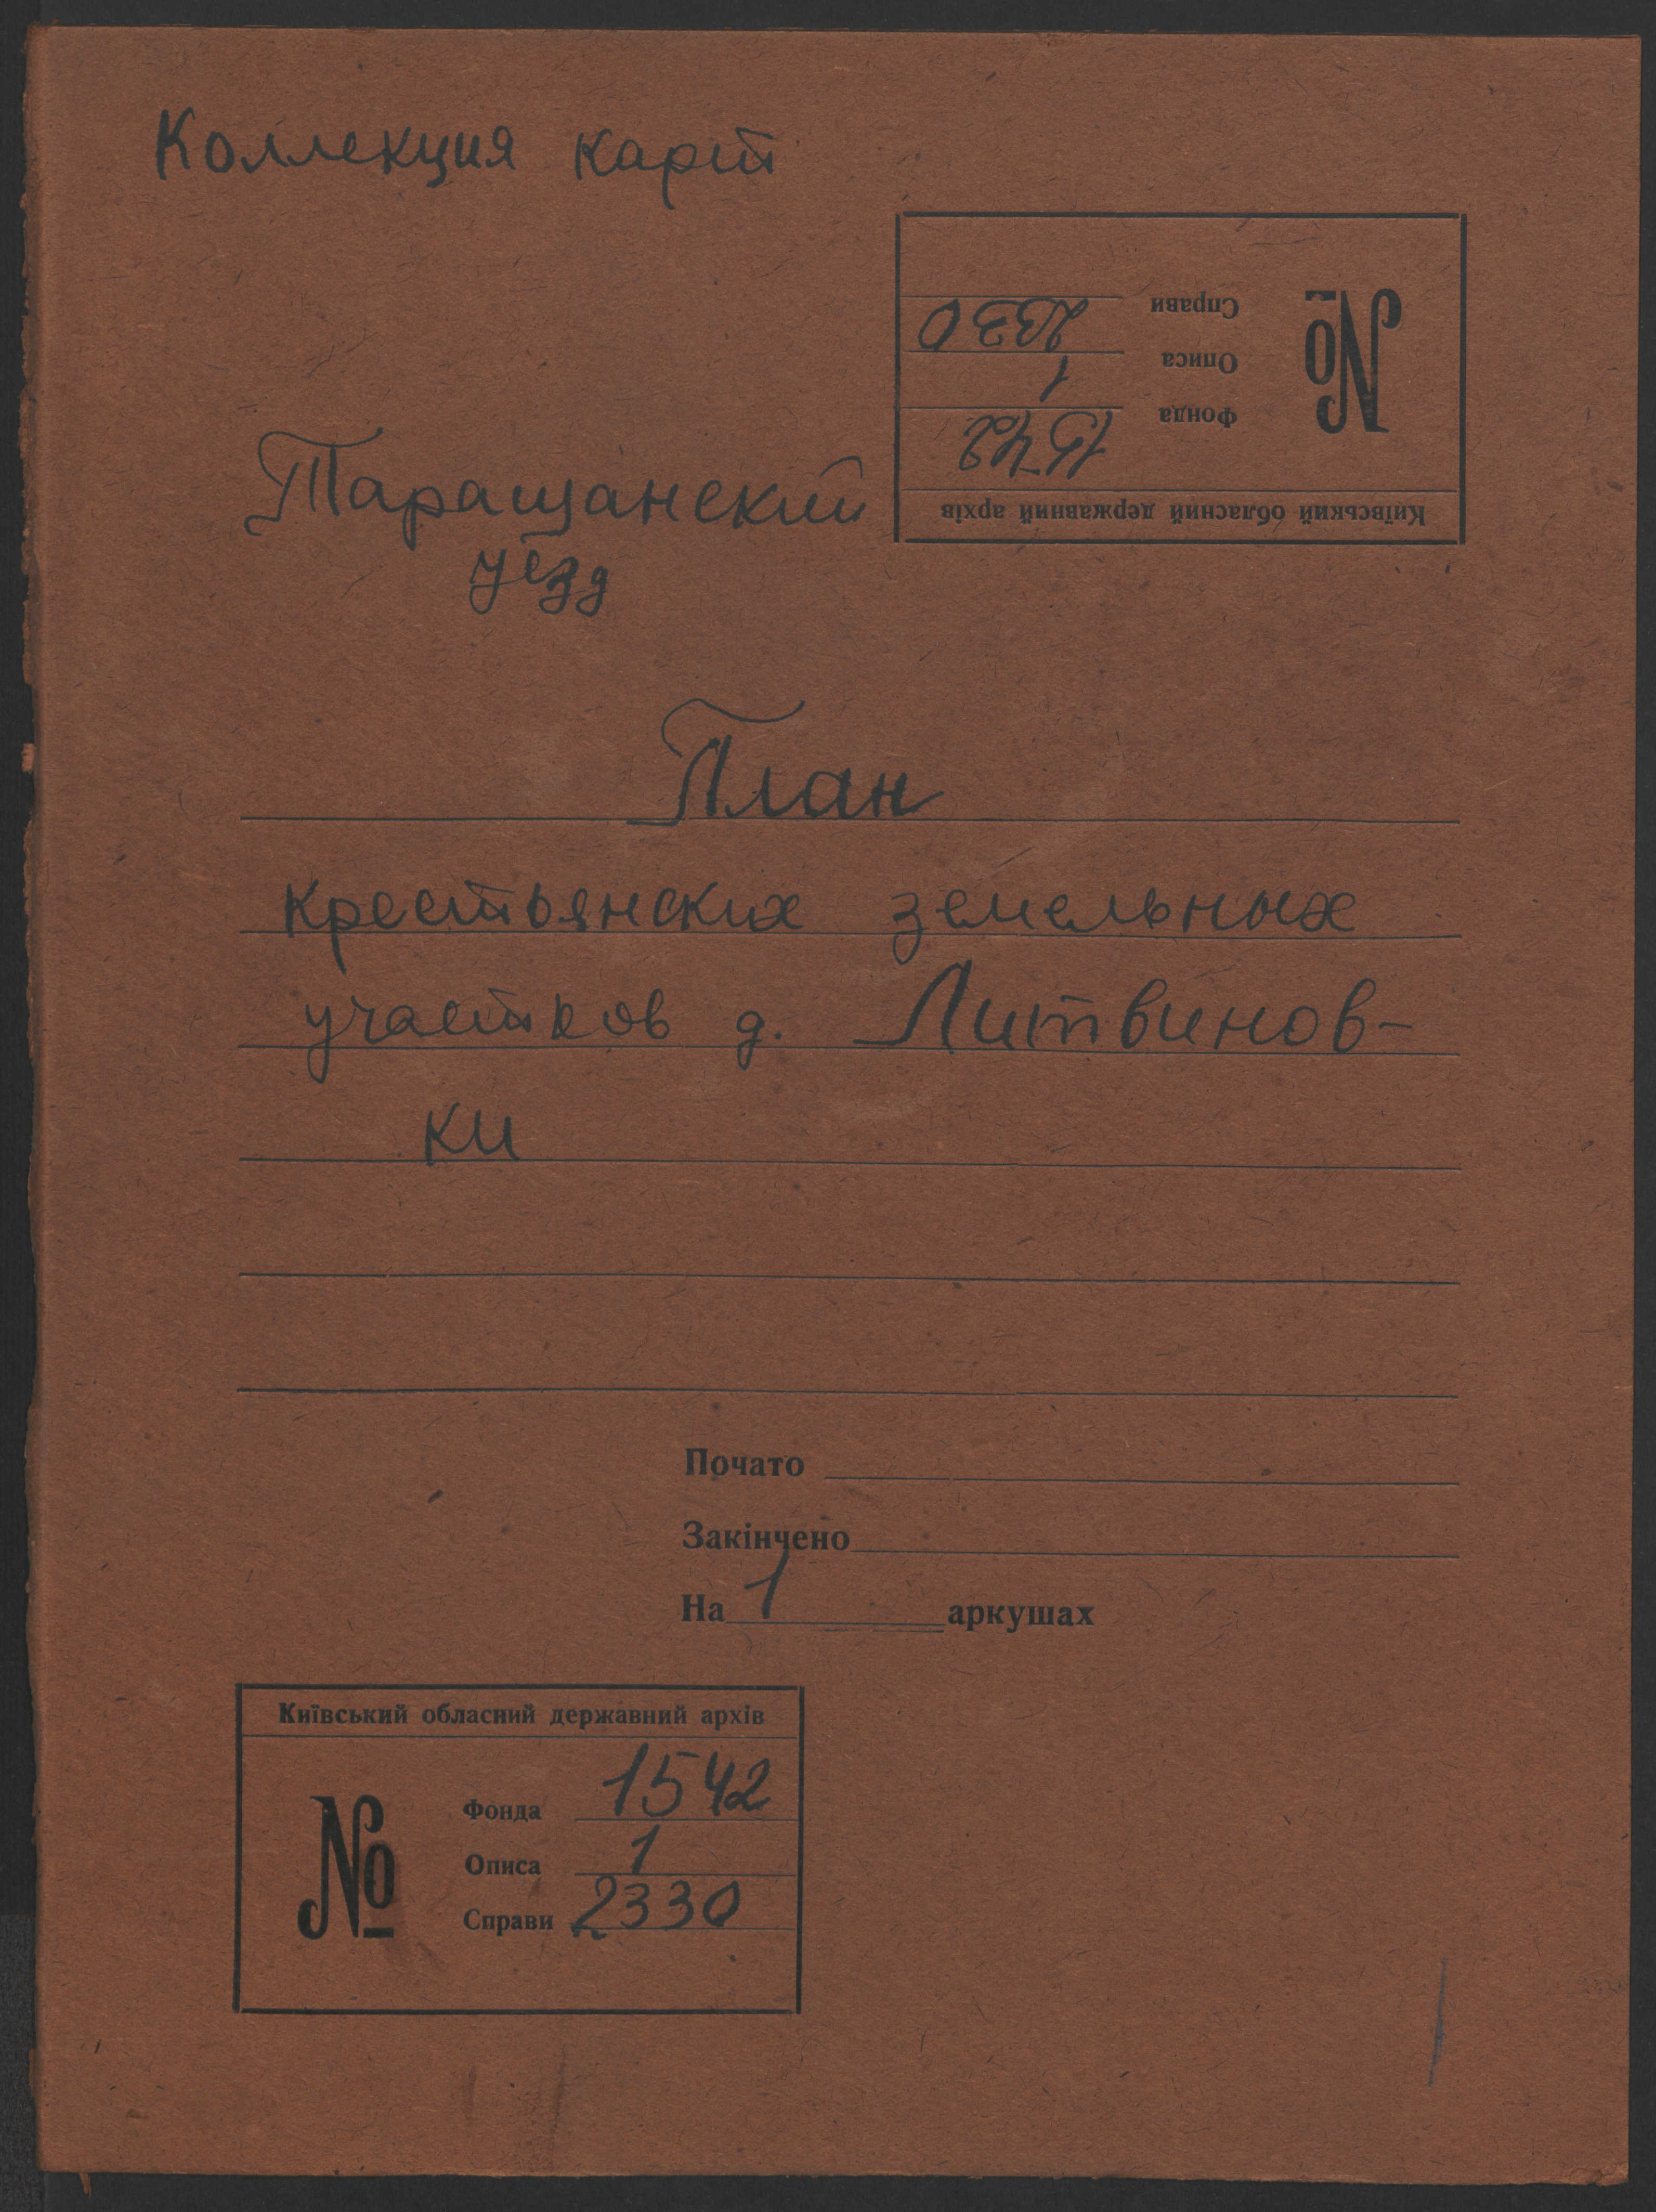 Коллекция карт
Київський обласний державний архів
№
Фонда 1542
Описа 1
Справи 2330
Таращанский
уезд
План
крестьянских земельных
участков д. Литвинов-
ки
Почато
Закінчено
На 1 аркушах
Київський обласний державний архів
№
Фонда 1542
Описа 1
Справи 2330